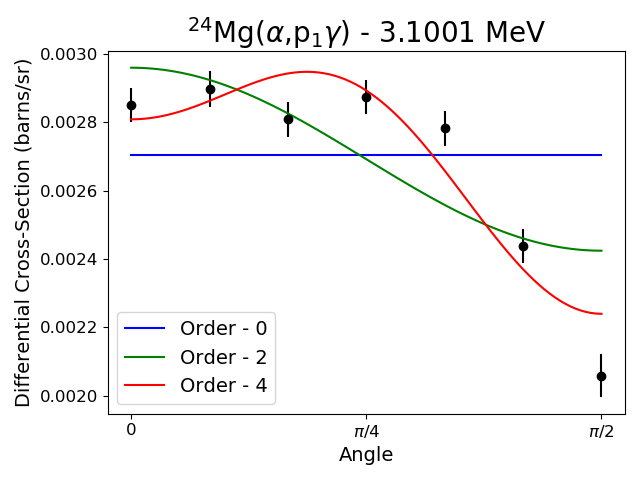 ²⁴Mg(α,p₁γ) - 3.1001 MeV
Differential Cross-Section (barns/sr)
0.0030
0.0028
0.0026
0.0024
0.0022
0.0020
Order - 0
Order - 2
Order - 4
0
π/4
π/2
Angle